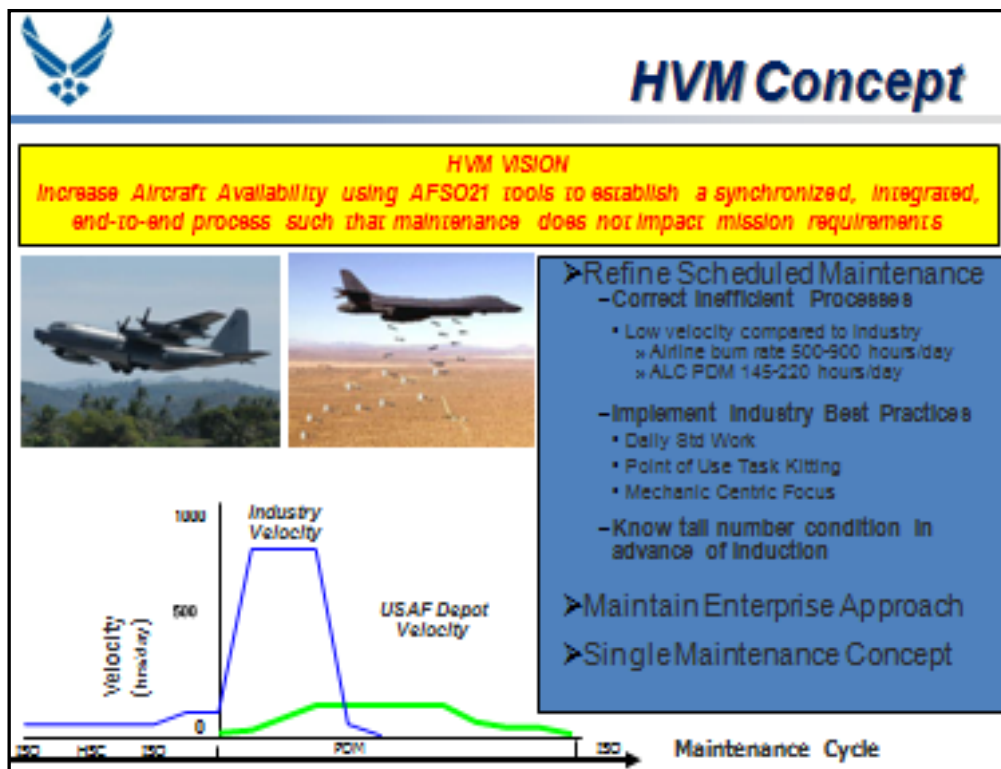 HVM Concept
HVM VISION
Increase Aircraft Availability using AFSO21 tools to establish a synchronized, integrated,
end-to-end process such that maintenance does not impact mission requirements
➢Refine Scheduled Maintenance
–Correct Inefficient Processes
▪ Low velocity compared to Industry
» Airline burn rate 500-900 hours/day
» ALC PDM 145-220 hours/day
–Implement Industry Best Practices
▪ Daily Std Work
▪ Point of Use Task Kitting
▪ Mechanic Centric Focus
–Know tail number condition in
advance of Induction
➢Maintain Enterprise Approach
➢Single Maintenance Concept
1000
500
0
Velocity
(hrs/day)
Industry
Velocity
USAF Depot
Velocity
ISO HSC ISO PDM ISO
Maintenance Cycle